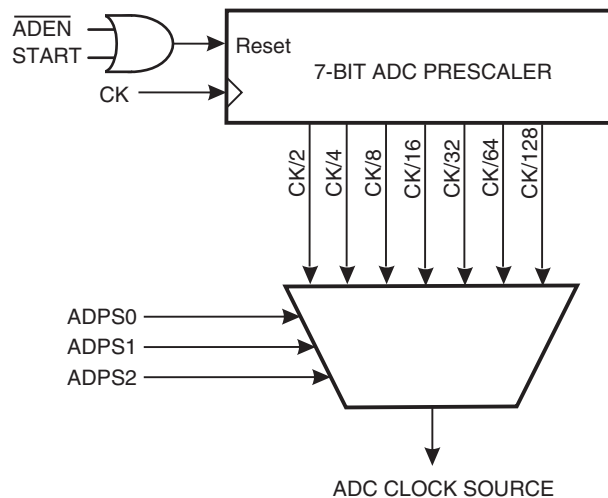 ADEN
START
Reset
7-BIT ADC PRESCALER
CK
CK/2
CK/4
CK/8
CK/16
CK/32
CK/64
CK/128
ADPS0
ADPS1
ADPS2
ADC CLOCK SOURCE